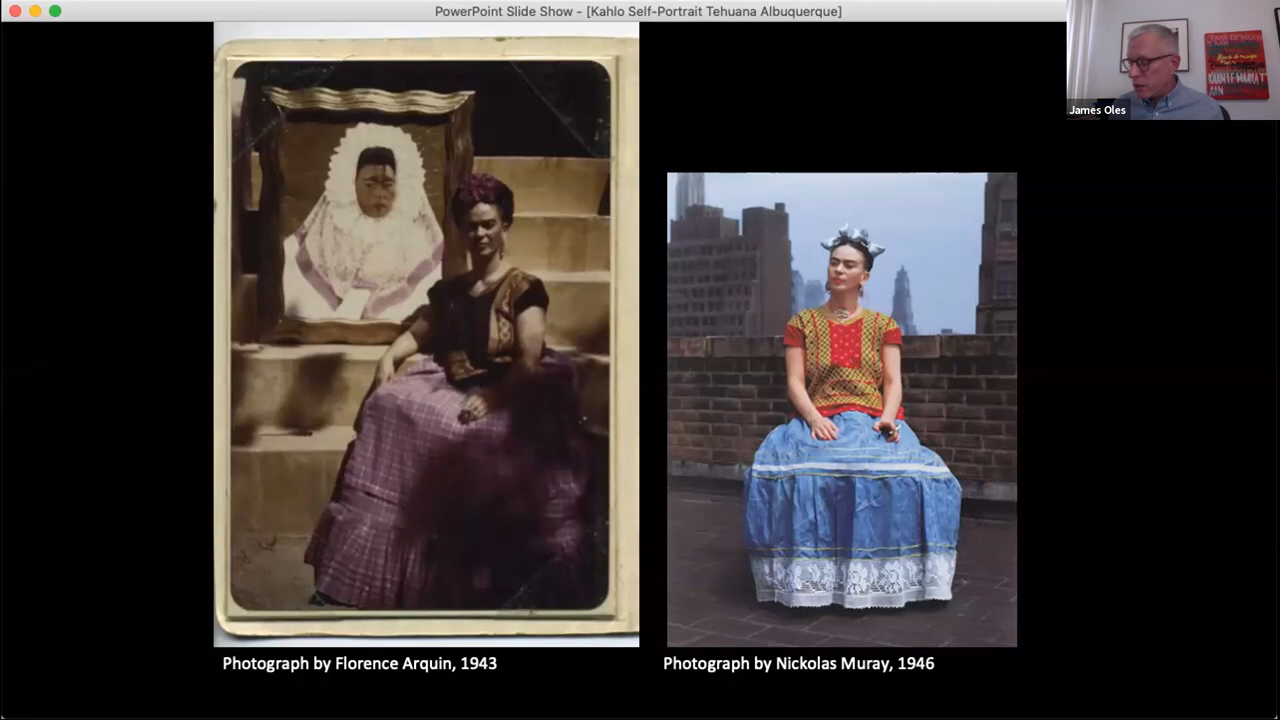 PowerPoint Slide Show - [Kahlo Self-Portrait Tehuana Albuquerque]
James Oles
Photograph by Florence Arquin, 1943
Photograph by Nickolas Muray, 1946